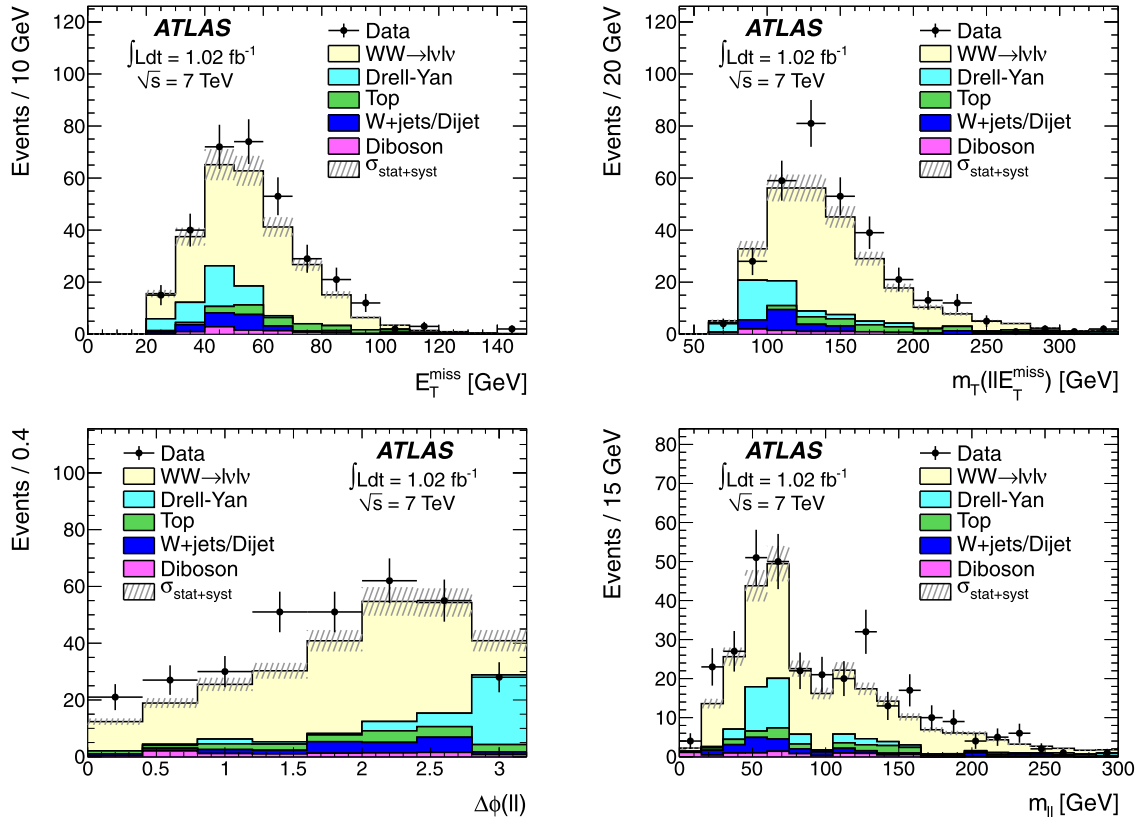 Events / 10 GeV
120
100
80
60
40
20
0
ATLAS
∫Ldt = 1.02 fb⁻¹
√s = 7 TeV
Data
WW→lνlν
Drell-Yan
Top
W+jets/Dijet
Diboson
σstat+syst
0 20 40 60 80 100 120 140
E_T^miss [GeV]
Events / 20 GeV
120
100
80
60
40
20
0
ATLAS
∫Ldt = 1.02 fb⁻¹
√s = 7 TeV
Data
WW→lνlν
Drell-Yan
Top
W+jets/Dijet
Diboson
σstat+syst
50 100 150 200 250 300
m_T(llE_T^miss) [GeV]
Events / 0.4
100
80
60
40
20
0
Data
WW→lνlν
Drell-Yan
Top
W+jets/Dijet
Diboson
σstat+syst
ATLAS
∫Ldt = 1.02 fb⁻¹
√s = 7 TeV
0 0.5 1 1.5 2 2.5 3
Δϕ(ll)
Events / 15 GeV
80
70
60
50
40
30
20
10
0
ATLAS
∫Ldt = 1.02 fb⁻¹
√s = 7 TeV
Data
WW→lνlν
Drell-Yan
Top
W+jets/Dijet
Diboson
σstat+syst
0 50 100 150 200 250 300
m_ll [GeV]